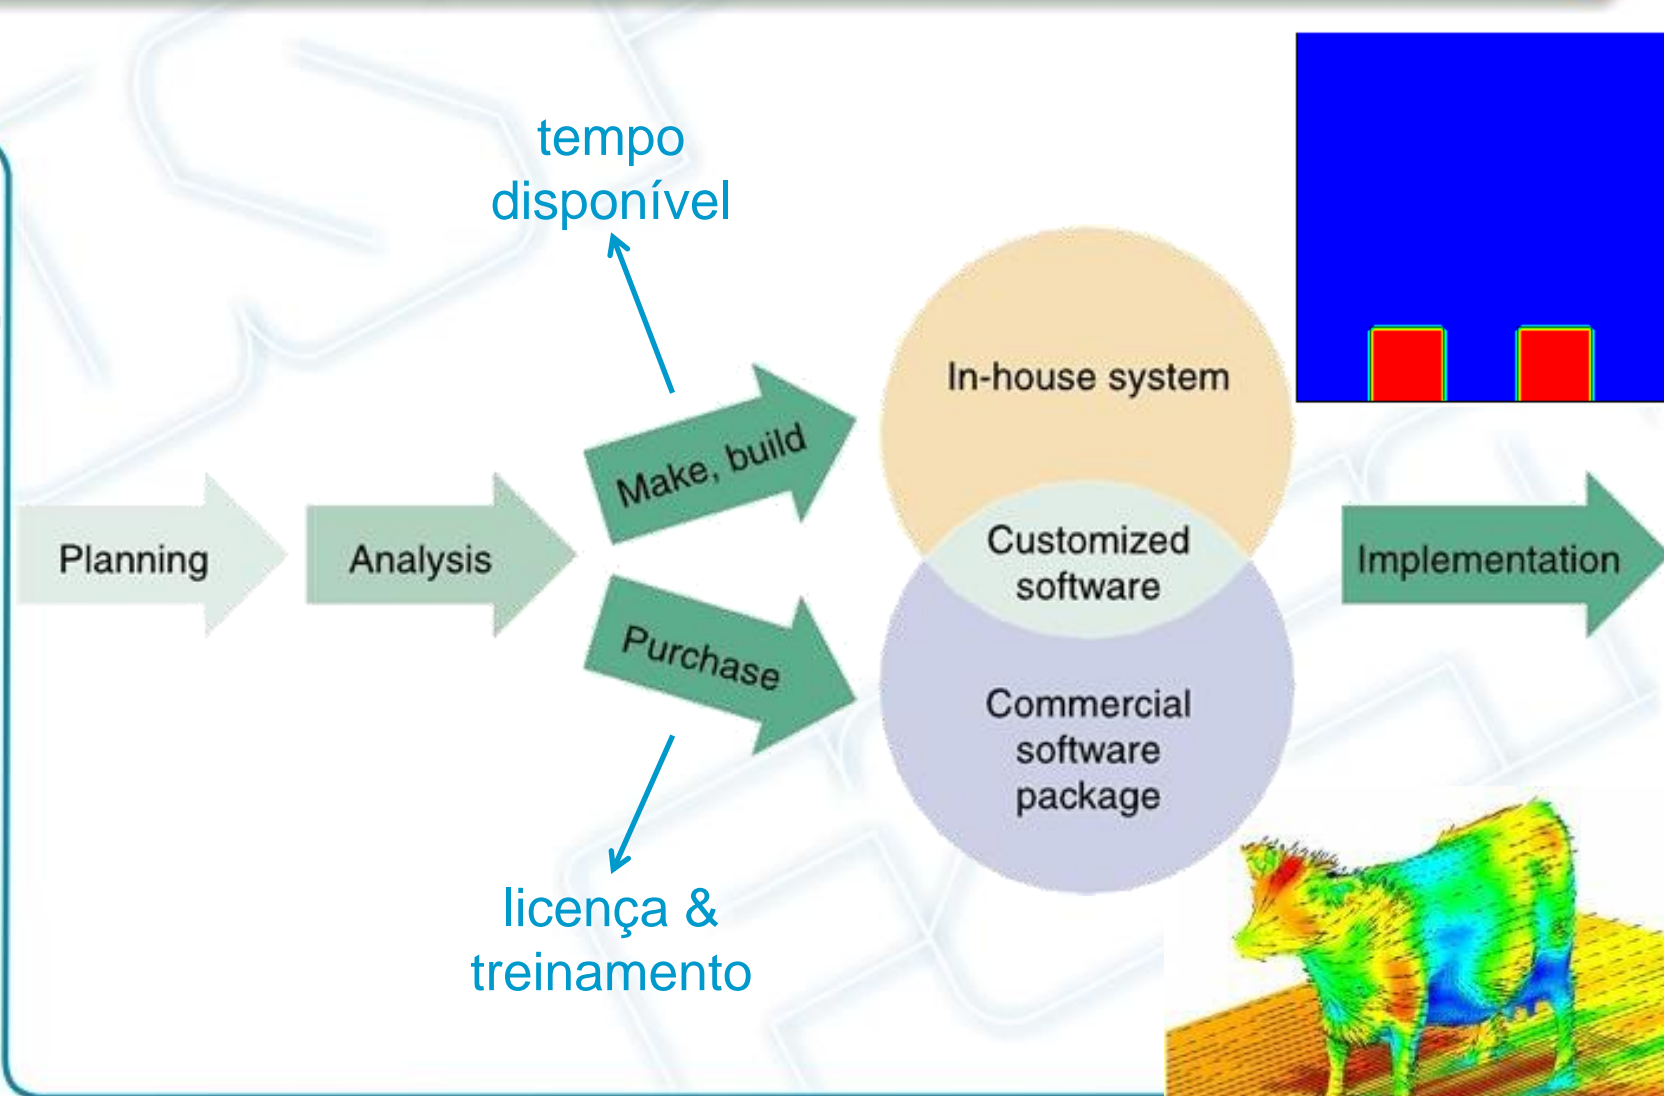 tempo
disponível
Planning
Analysis
Make, build
Purchase
In-house system
Customized
software
Commercial
software
package
Implementation
licença &
treinamento